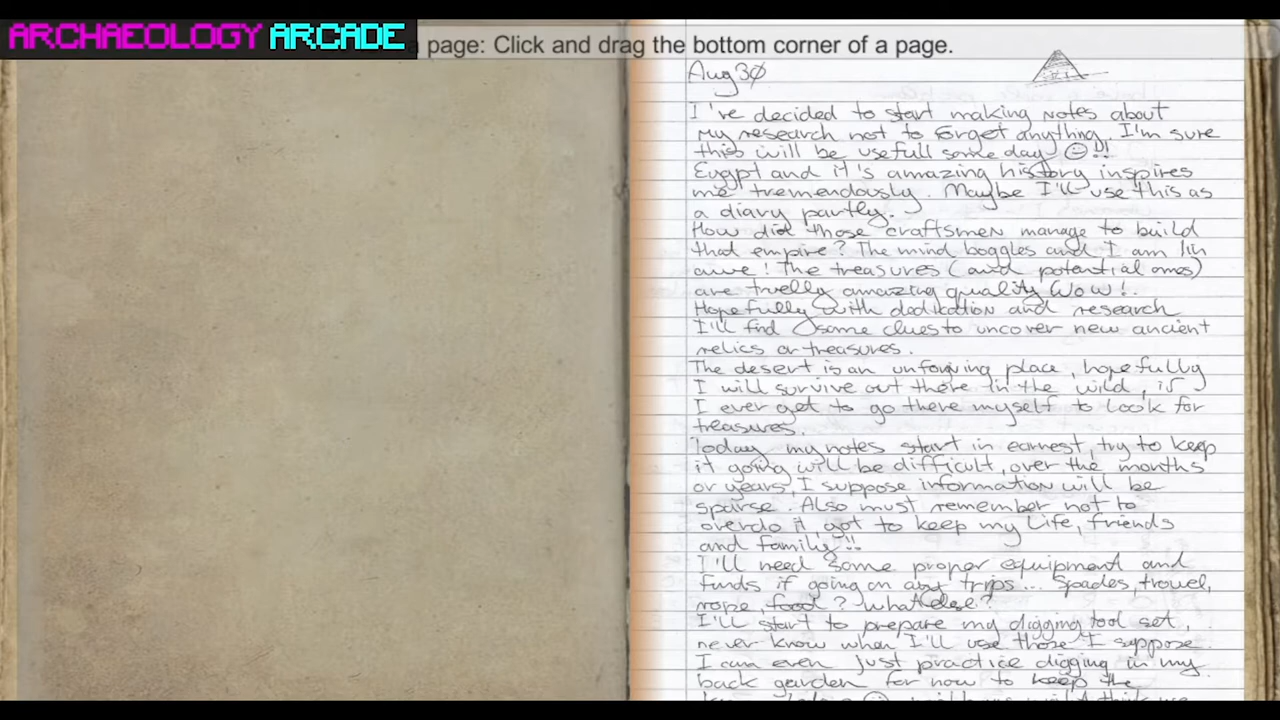 ARCHAEOLOGY ARCADE
a page: Click and drag the bottom corner of a page.
Aug 30
I've decided to start making notes about
my research not to forget anything. I'm sure
this will be usefull some day !!
Eygpt and it's amazing history inspires
me tremendously. Maybe I'll use this as
a diary partly.
How did those craftsmen manage to build
that empire? The mind boggles and I am in
awe! The treasures (and potential ones)
are truelly amazing quality Wow!.
Hopefully with dedication and research
I'll find some clues to uncover new ancient
relics or treasures.
The desert is an unforgiving place, hopefully
I will survive out there in the wild, if
I ever get to go there myself to look for
treasures.
Today my notes start in earnest, try to keep
it going will be difficult, over the months
or years, I suppose information will be
sparse. Also must remember not to
overdo it, got to keep my life, friends
and family!!
I'll need some proper equipment and
funds if going on any trips... Spades, trowel,
rope, food? what else?
I'll start to prepare my digging tool set,
never know when I'll use those I suppose.
I can even just practice digging in my
back garden for now to keep the